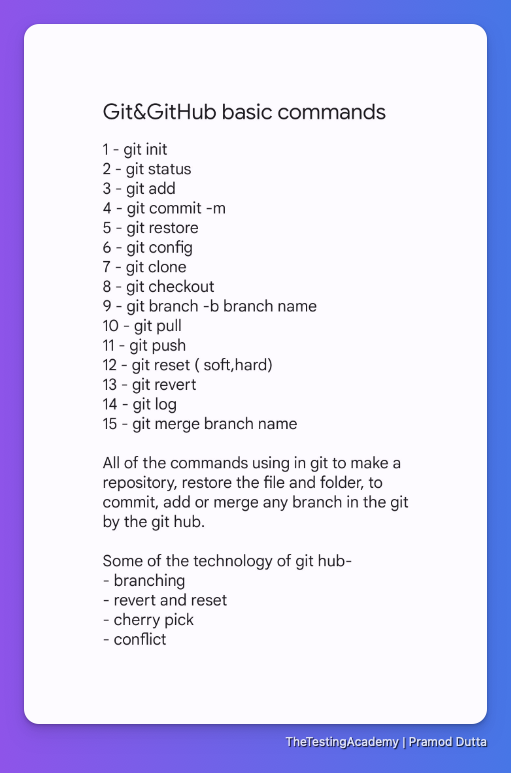 Git&GitHub basic commands
1 - git init
2 - git status
3 - git add
4 - git commit -m
5 - git restore
6 - git config
7 - git clone
8 - git checkout
9 - git branch -b branch name
10 - git pull
11 - git push
12 - git reset ( soft,hard)
13 - git revert
14 - git log
15 - git merge branch name
All of the commands using in git to make a
repository, restore the file and folder, to
commit, add or merge any branch in the git
by the git hub.
Some of the technology of git hub-
- branching
- revert and reset
- cherry pick
- conflict
TheTestingAcademy | Pramod Dutta